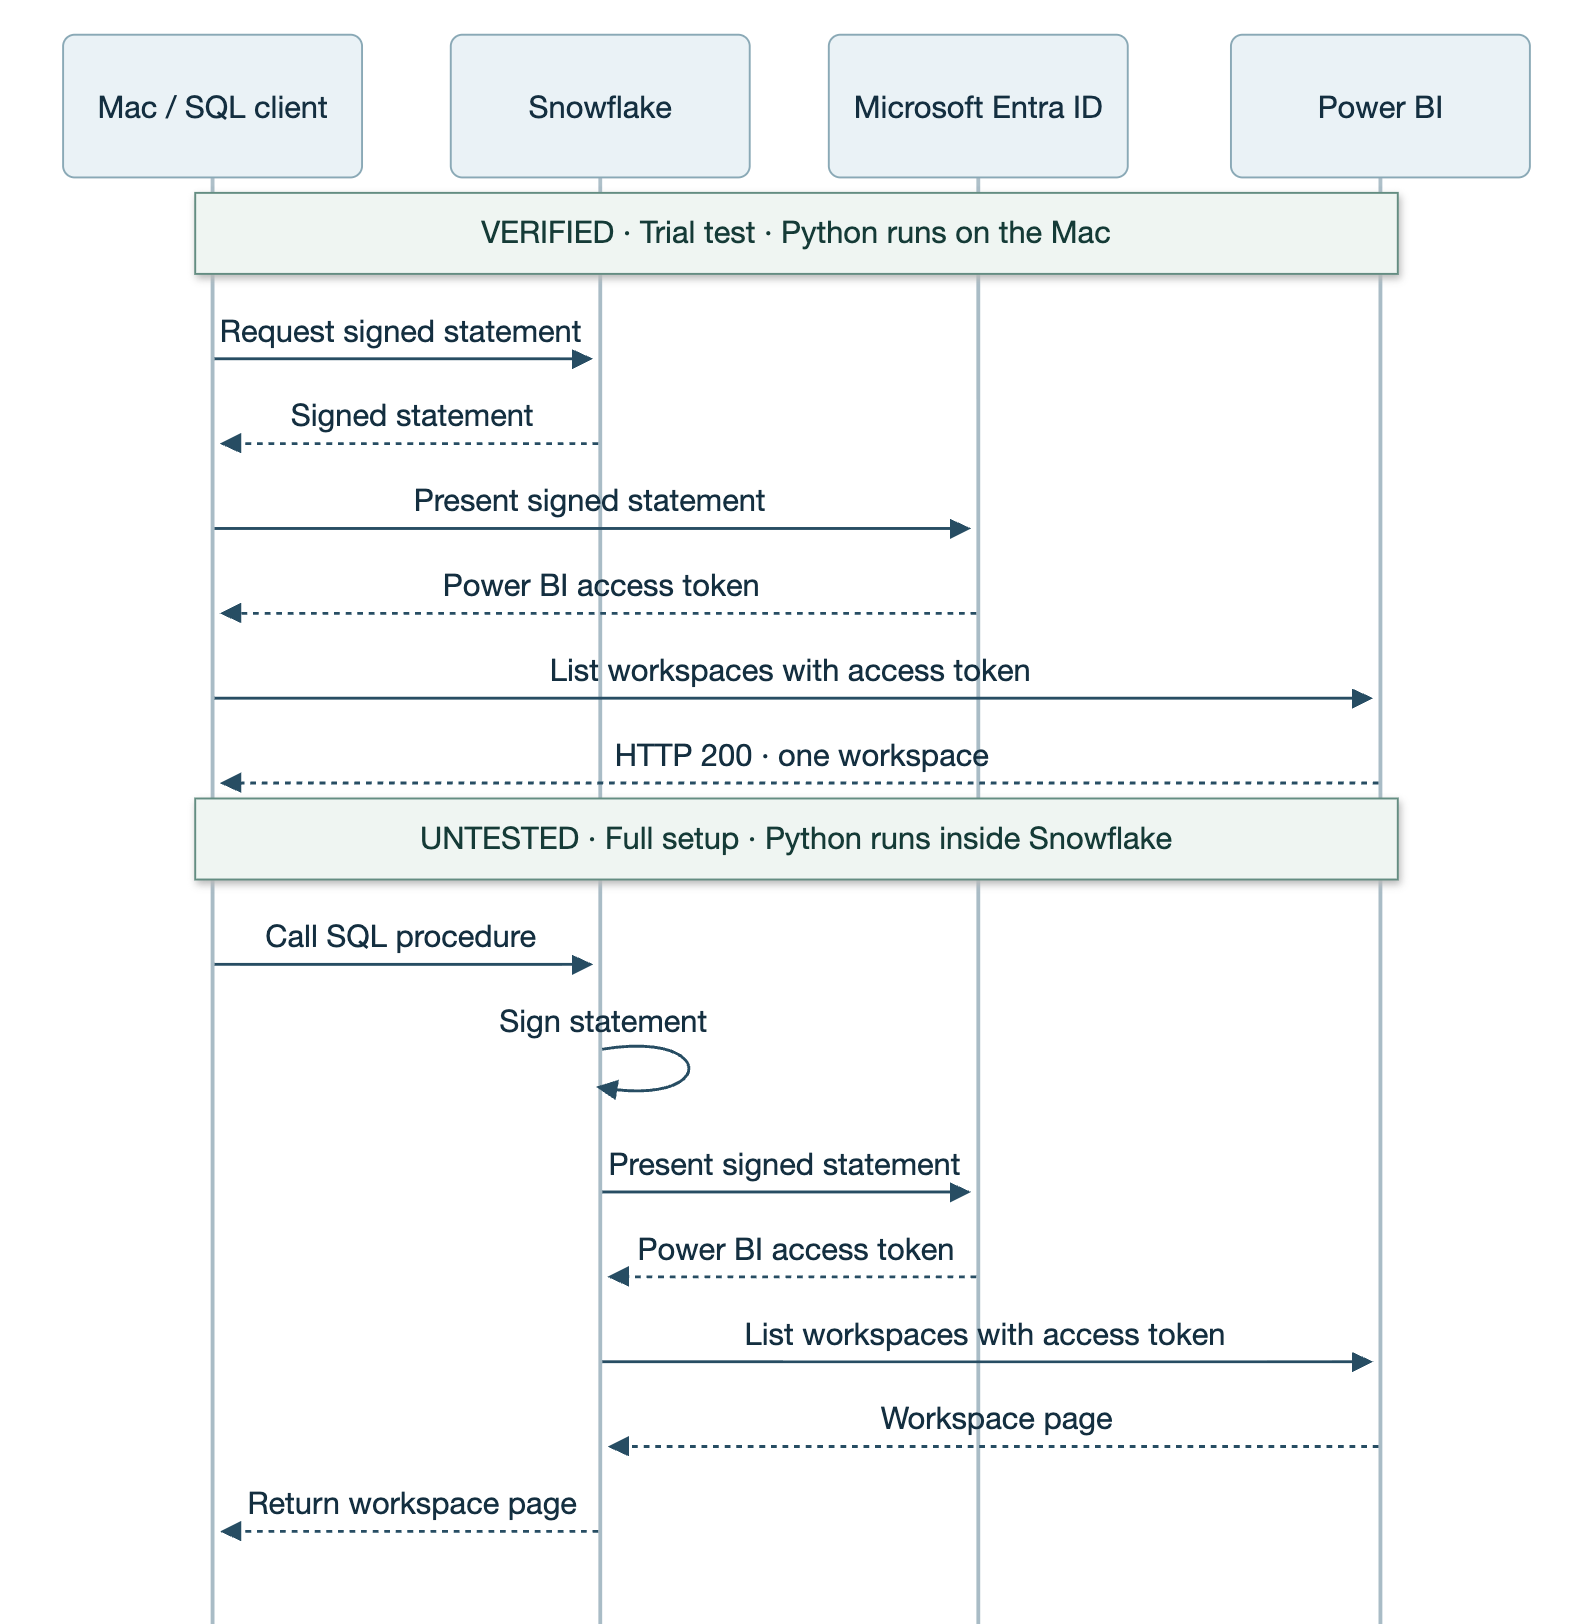 Mac / SQL client
Snowflake
Microsoft Entra ID
Power BI
VERIFIED · Trial test · Python runs on the Mac
Request signed statement
Signed statement
Present signed statement
Power BI access token
List workspaces with access token
HTTP 200 · one workspace
UNTESTED · Full setup · Python runs inside Snowflake
Call SQL procedure
Sign statement
Present signed statement
Power BI access token
List workspaces with access token
Workspace page
Return workspace page